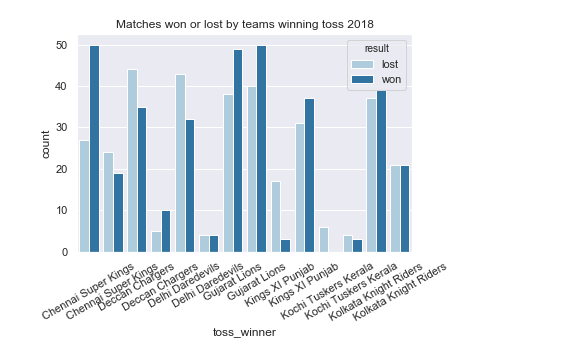 Matches won or lost by teams winning toss 2018
result
lost
won
count
50
40
30
20
10
0
Chennai Super Kings
Chennai Super Kings
Deccan Chargers
Deccan Chargers
Delhi Daredevils
Delhi Daredevils
Gujarat Lions
Gujarat Lions
Kings XI Punjab
Kings XI Punjab
Kochi Tuskers Kerala
Kochi Tuskers Kerala
Kolkata Knight Riders
Kolkata Knight Riders
toss_winner